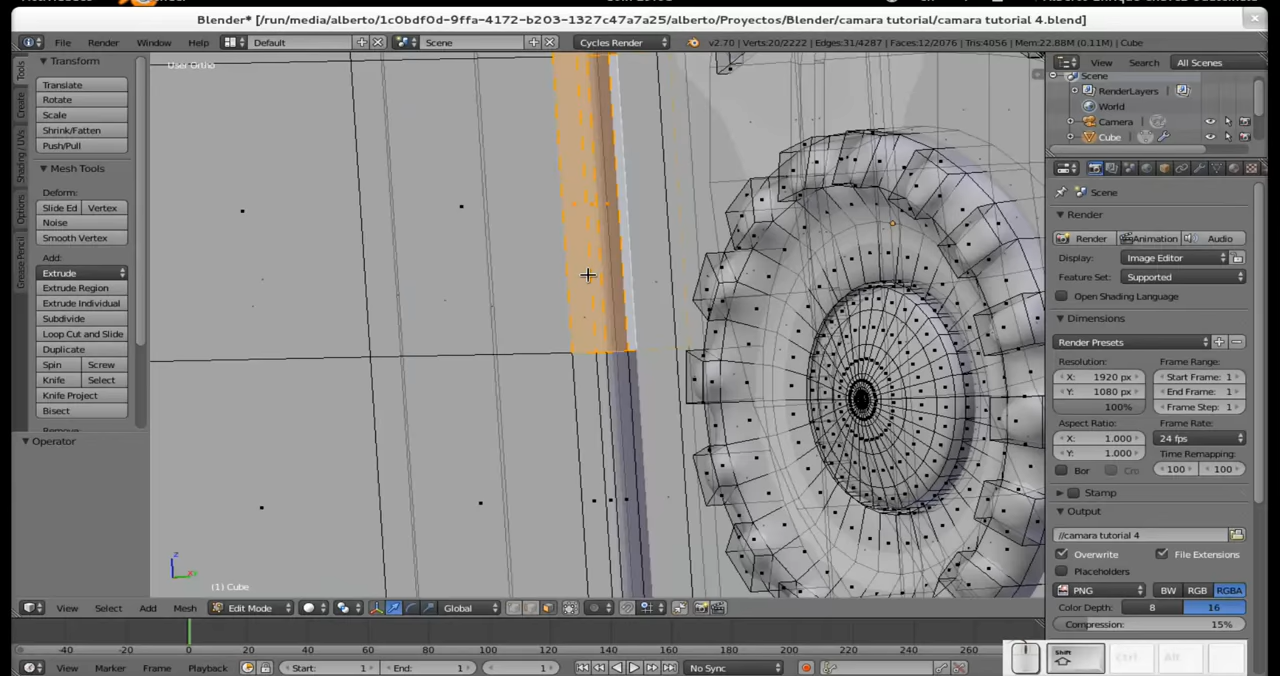 Blender* [/run/media/alberto/1c0bdf0d-9ffa-4172-b203-1327c47a7a25/alberto/Proyectos/Blender/camara tutorial/camara tutorial 4.blend]
File Render Window Help Default Scene Cycles Render v2.70 | Verts:20/2222 | Edges:31/4287 | Faces:12/2076 | Tris:4056 | Mem:22.88M (0.11M) | Cube
Tools
Create
Shading / UVs
Options
Grease Pencil
Transform
Translate
Rotate
Scale
Shrink/Fatten
Push/Pull
Mesh Tools
Deform:
Slide Ed Vertex
Noise
Smooth Vertex
Add:
Extrude
Extrude Region
Extrude Individual
Subdivide
Loop Cut and Slide
Duplicate
Spin Screw
Knife Select
Knife Project
Bisect
Operator
User Ortho
z
(1) Cube
View Select Add Mesh Edit Mode Global
-40 -20 0 20 40 60 80 100 120 140 160 180 200 220 240 260
View Marker Frame Playback Start: 1 End: 1 1 No Sync
View Search All Scenes
Scene
RenderLayers
World
Camera
Cube
Scene
Render
Render Animation Audio
Display: Image Editor
Feature Set: Supported
Open Shading Language
Dimensions
Render Presets
Resolution: Frame Range:
X: 1920 px Start Frame: 1
Y: 1080 px End Frame: 1
100% Frame Step: 1
Aspect Ratio: Frame Rate:
X: 1.000 24 fps
Y: 1.000 Time Remapping:
Bor Cro 100 100
Stamp
Output
//camara tutorial 4
Overwrite File Extensions
Placeholders
PNG BW RGB RGBA
Color Depth: 8 16
Compression: 15%
Shift Ctrl Alt